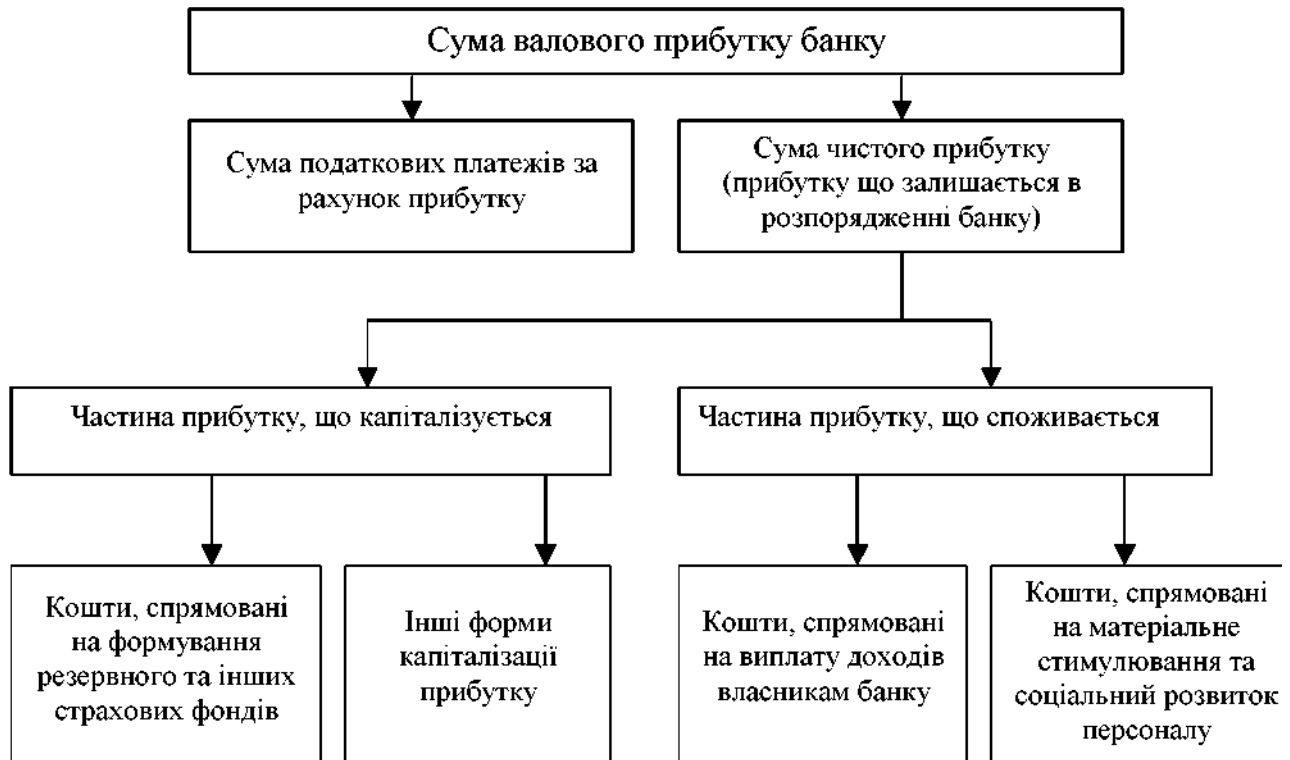 Сума валового прибутку банку
Сума податкових платежів за
рахунок прибутку
Сума чистого прибутку
(прибутку що залишається в
розпорядженні банку)
Частина прибутку, що капіталізується
Частина прибутку, що споживається
Кошти, спрямовані
на формування
резервного та інших
страхових фондів
Інші форми
капіталізації
прибутку
Кошти, спрямовані
на виплату доходів
власникам банку
Кошти, спрямовані
на матеріальне
стимулювання та
соціальний розвиток
персоналу